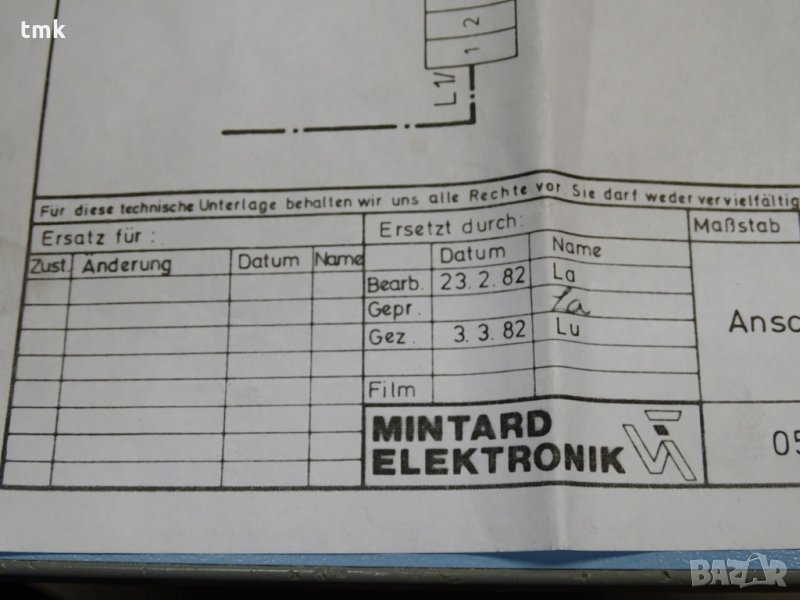 tmk
2
1
L1/
Für diese technische Unterlage behalten wir uns alle Rechte vor. Sie darf weder vervielfältig
Ersatz für :
Ersetzt durch:
Maßstab
Zust. Änderung Datum Name
Datum Name
Bearb. 23.2.82 La
Gepr. La
Gez. 3.3.82 Lu
Film
Ansc
MINTARD
ELEKTRONIK
05
BAZAR